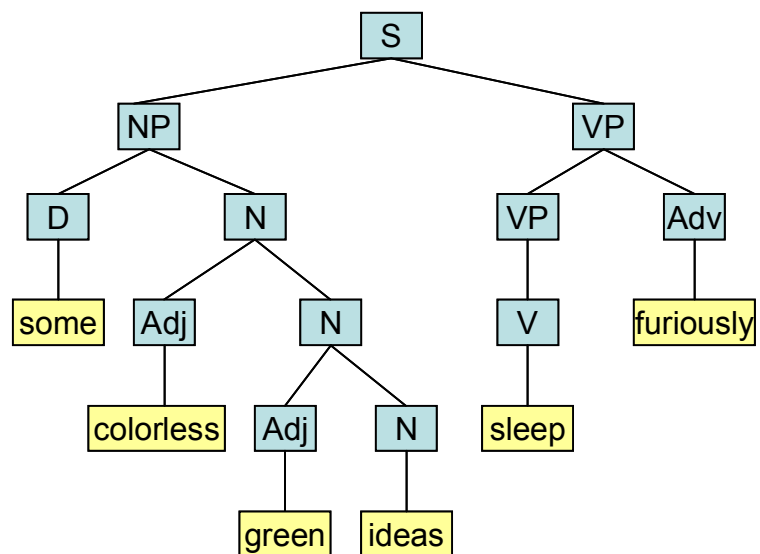 S
NP VP
D N VP Adv
some Adj N V furiously
colorless Adj N sleep
green ideas